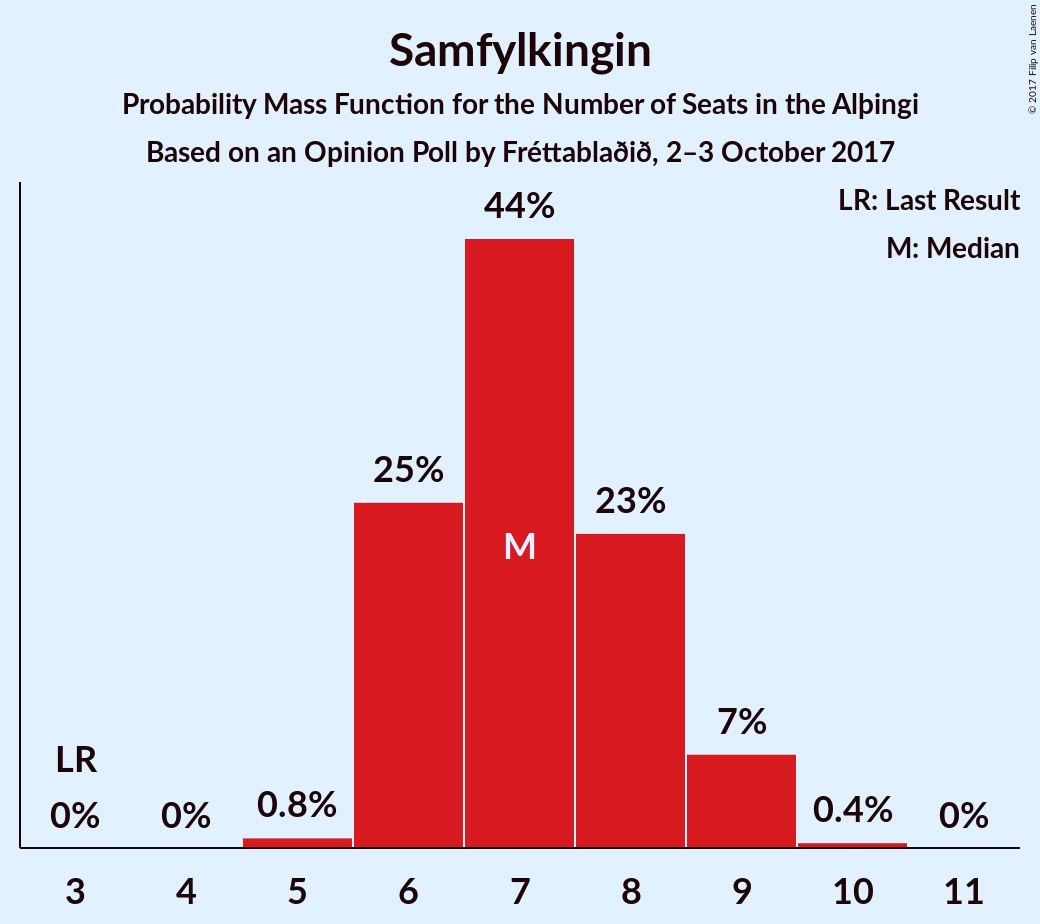 Samfylkingin
Probability Mass Function for the Number of Seats in the Alþingi
Based on an Opinion Poll by Fréttablaðið, 2–3 October 2017
LR: Last Result
M: Median
44%
25%
23%
M
7%
LR
0%
0%
0.8%
0.4%
0%
3 4 5 6 7 8 9 10 11
© 2017 Filip van Laenen